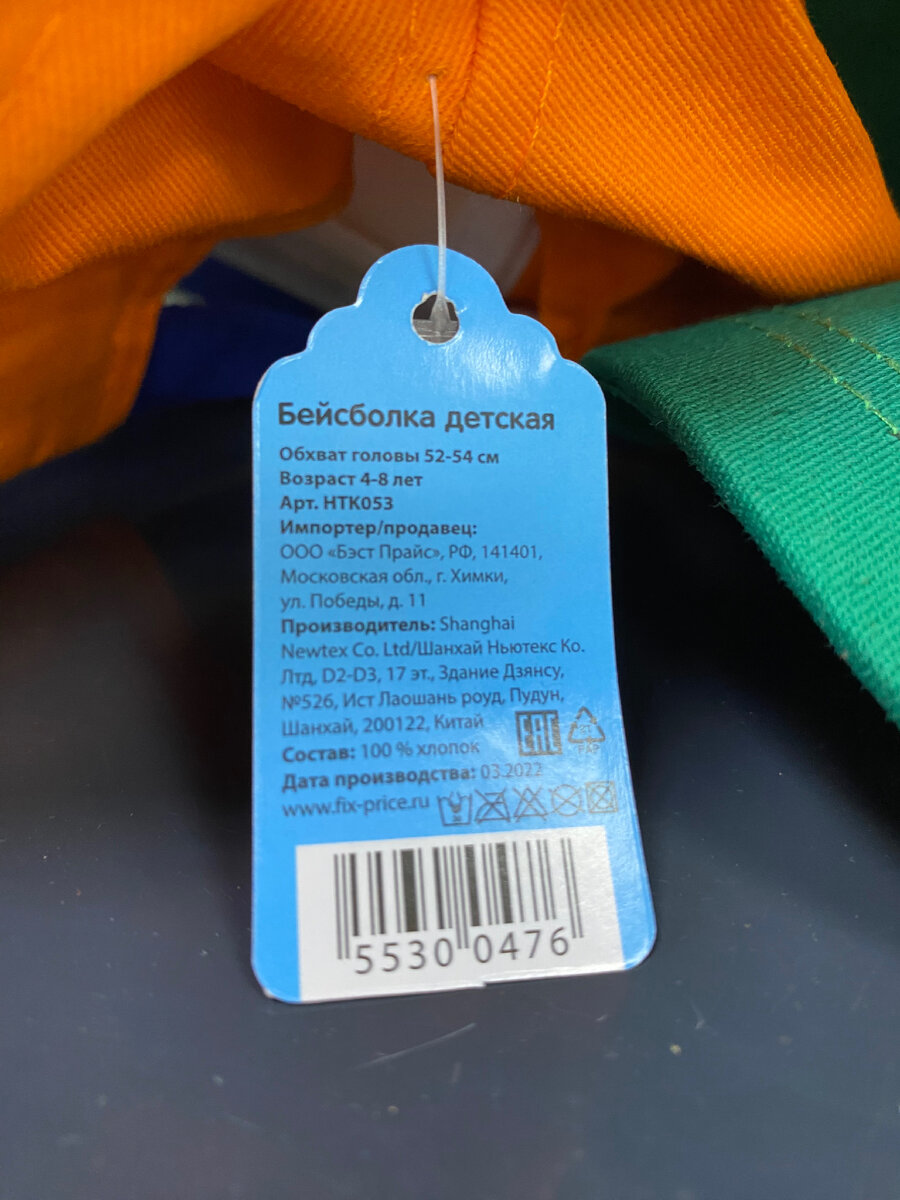 Бейсболка детская
Обхват головы 52-54 см
Возраст 4-8 лет
Арт. НТК053
Импортер/продавец:
ООО «Бэст Прайс», РФ, 141401,
Московская обл., г. Химки,
ул. Победы, д. 11
Производитель: Shanghai
Newtex Co. Ltd/Шанхай Ньютекс Ко.
Лтд, D2-D3, 17 эт., Здание Дзянсу,
№526, Ист Лаошань роуд, Пудун,
Шанхай, 200122, Китай
EAC
PAP
Состав: 100 % хлопок
Дата производства: 03.2022
www.fix-price.ru
5530 0476